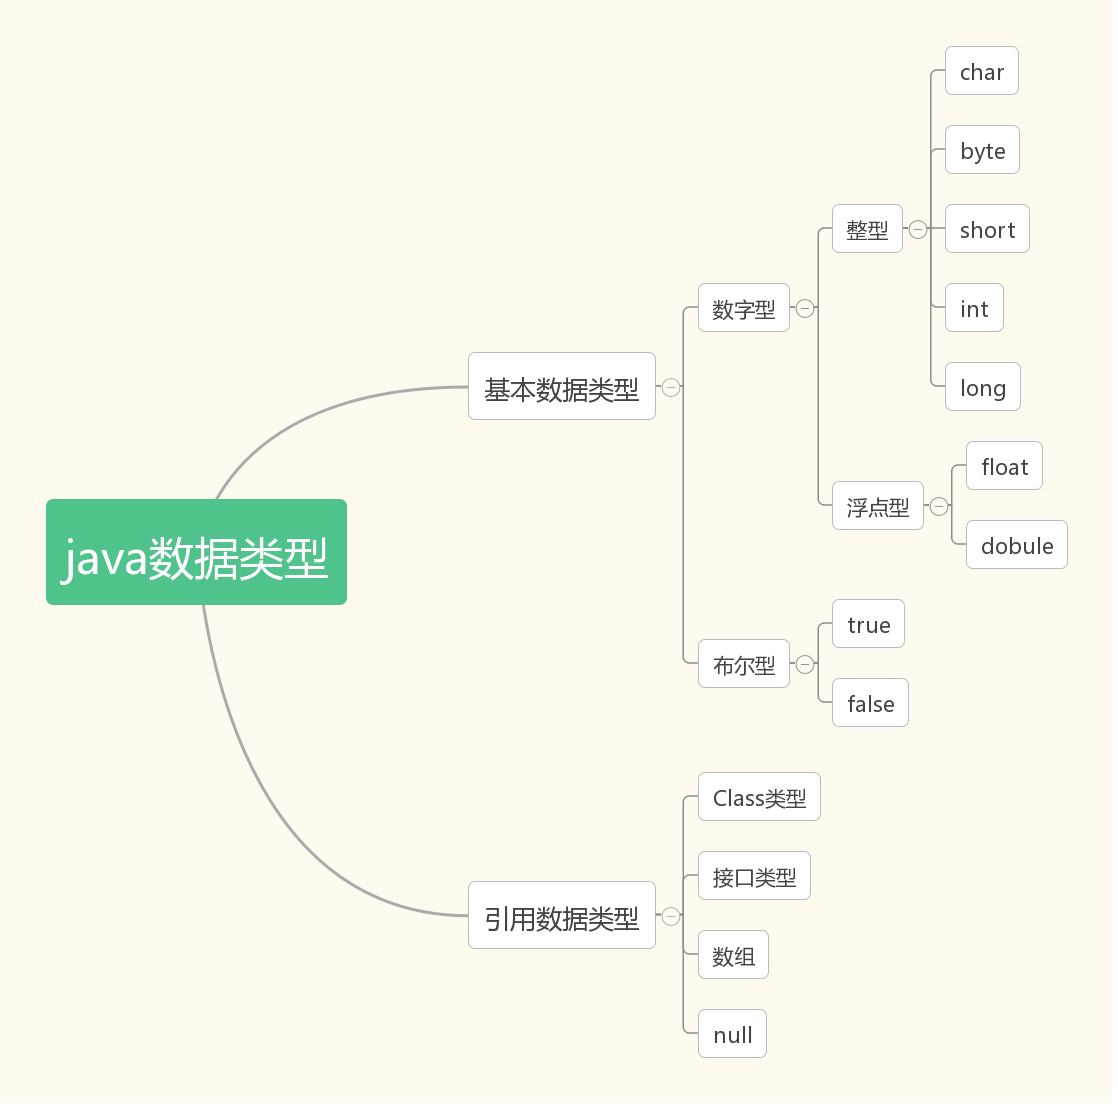 java数据类型
基本数据类型
数字型
整型
char
byte
short
int
long
浮点型
float
dobule
布尔型
true
false
引用数据类型
Class类型
接口类型
数组
null